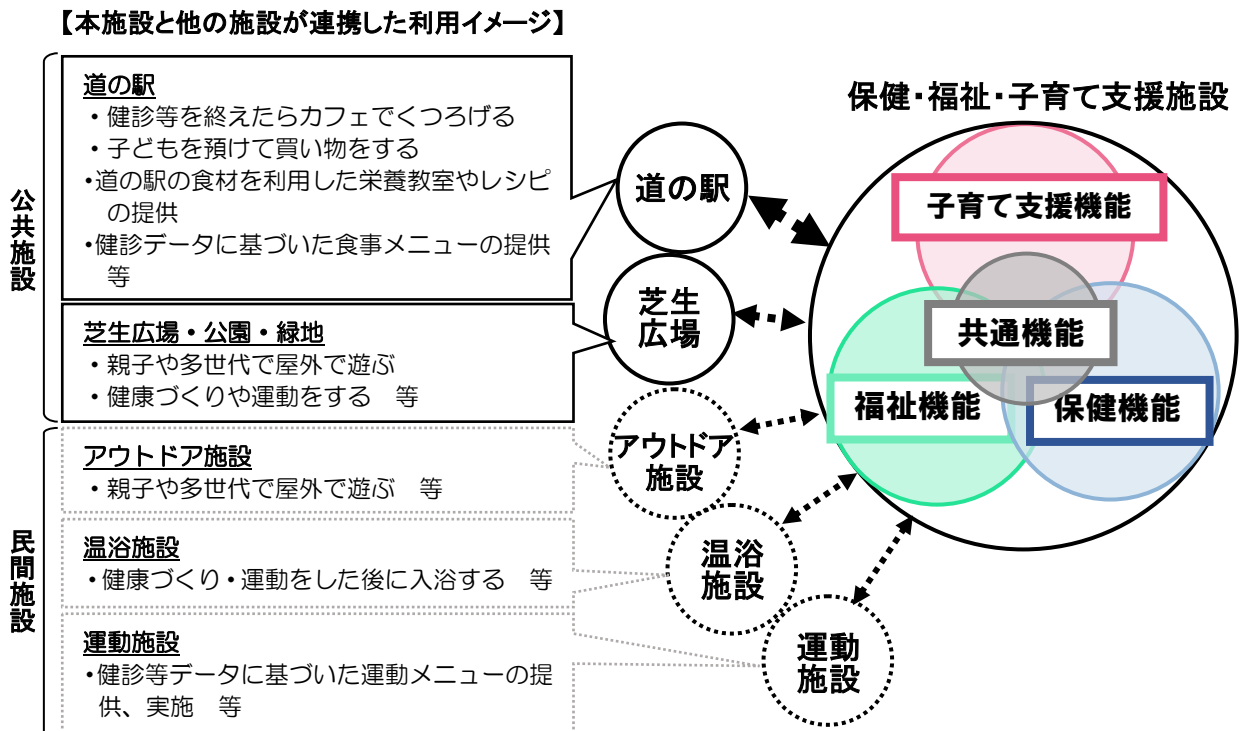 【本施設と他の施設が連携した利用イメージ】
公共施設
道の駅
・健診等を終えたらカフェでくつろげる
・子どもを預けて買い物をする
・道の駅の食材を利用した栄養教室やレシピ
の提供
・健診データに基づいた食事メニューの提供
等
芝生広場・公園・緑地
・親子や多世代で屋外で遊ぶ
・健康づくりや運動をする　等
民間施設
アウトドア施設
・親子や多世代で屋外で遊ぶ　等
温浴施設
・健康づくり・運動をした後に入浴する　等
運動施設
・健診等データに基づいた運動メニューの提
供、実施　等
道の駅
芝生
広場
アウトドア
施設
温浴
施設
運動
施設
保健・福祉・子育て支援施設
子育て支援機能
共通機能
福祉機能
保健機能